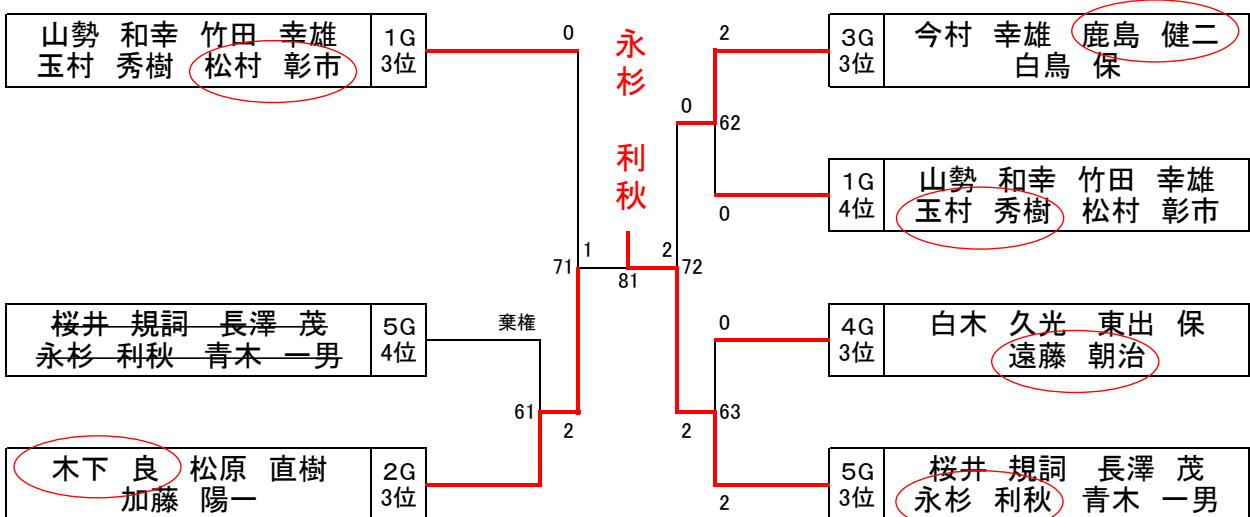 山勢 和幸 竹田 幸雄
玉村 秀樹 松村 彰市
1G
3位
0
永杉 利秋
2
3G
3位
今村 幸雄 鹿島 健二
白鳥 保
0
62
1G
4位
山勢 和幸 竹田 幸雄
玉村 秀樹 松村 彰市
0
71
1
2
72
81
桜井 規詞 長澤 茂
永杉 利秋 青木 一男
5G
4位
棄権
0
4G
3位
白木 久光 東出 保
遠藤 朝治
61
2
2
63
木下 良 松原 直樹
加藤 陽一
2G
3位
2
5G
3位
桜井 規詞 長澤 茂
永杉 利秋 青木 一男